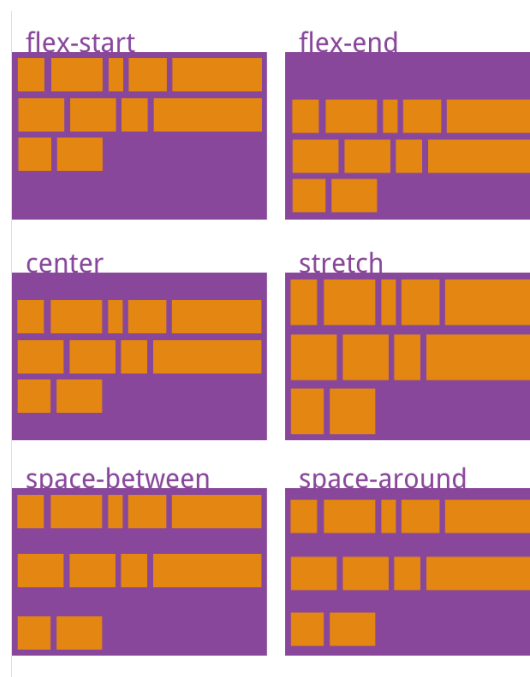 flex-start
flex-end
center
stretch
space-between
space-around